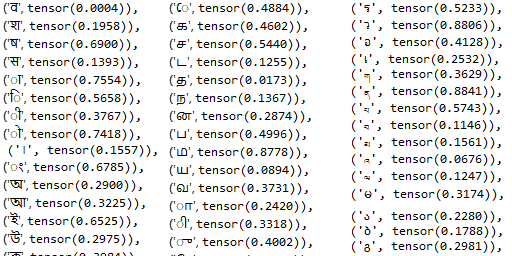 ('व', tensor(0.0004)),
('श', tensor(0.1958)),
('ष', tensor(0.6900)),
('स', tensor(0.1393)),
('ा', tensor(0.7554)),
('ि', tensor(0.5658)),
('ी', tensor(0.3767)),
('ो', tensor(0.7418)),
('।', tensor(0.1557)),
('ং', tensor(0.6785)),
('অ', tensor(0.2900)),
('আ', tensor(0.3225)),
('ই', tensor(0.6525)),
('উ', tensor(0.2975)),
tensor(0.4884)),
('க', tensor(0.4602)),
('ச', tensor(0.5440)),
('ட', tensor(0.1255)),
('த', tensor(0.0173)),
('ந', tensor(0.1367)),
('ன', tensor(0.2874)),
('ப', tensor(0.4996)),
('ம', tensor(0.8778)),
('ய', tensor(0.0894)),
('வ', tensor(0.3731)),
('ா', tensor(0.2420)),
('ி', tensor(0.3318)),
('ு', tensor(0.4002)),
('ร', tensor(0.5233)),
('ว', tensor(0.8806)),
('อ', tensor(0.4128)),
('เ', tensor(0.2532)),
('ག', tensor(0.3629)),
('ན', tensor(0.8841)),
('པ', tensor(0.5743)),
('བ', tensor(0.1146)),
('མ', tensor(0.1561)),
('འ', tensor(0.0676)),
tensor(0.1247)),
('မ', tensor(0.3174)),
('ა', tensor(0.2280)),
('ბ', tensor(0.1788)),
('გ', tensor(0.2981)),